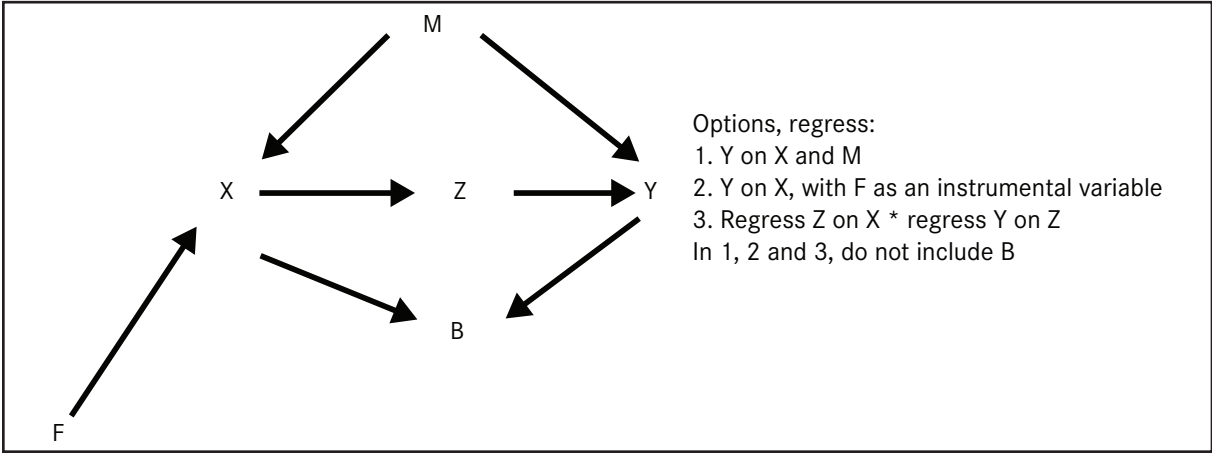 M
Options, regress:
1. Y on X and M
X
Z
Y
2. Y on X, with F as an instrumental variable
3. Regress Z on X * regress Y on Z
In 1, 2 and 3, do not include B
B
F